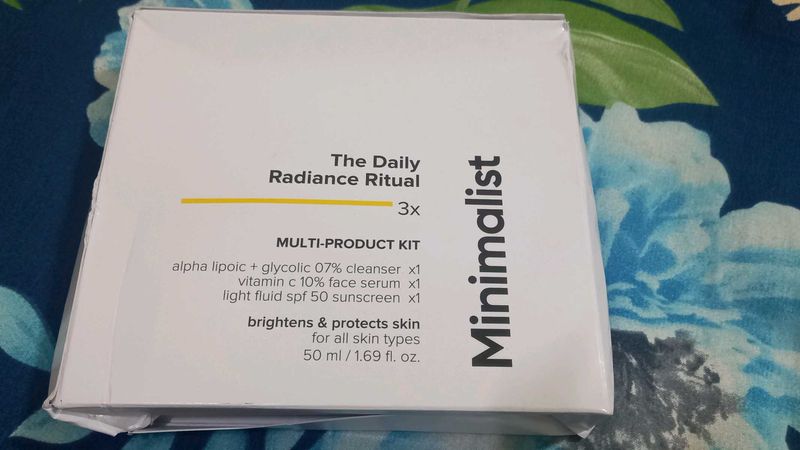 The Daily
Radiance Ritual
3x
MULTI-PRODUCT KIT
alpha lipoic + glycolic 07% cleanser x1
vitamin c 10% face serum x1
light fluid spf 50 sunscreen x1
brightens & protects skin
for all skin types
50 ml / 1.69 fl. oz.
Minimalist